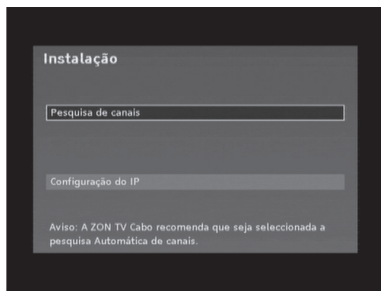 Instalação
Pesquisa de canais
Configuração do IP
Aviso: A ZON TV Cabo recomenda que seja seleccionada a
pesquisa Automática de canais.